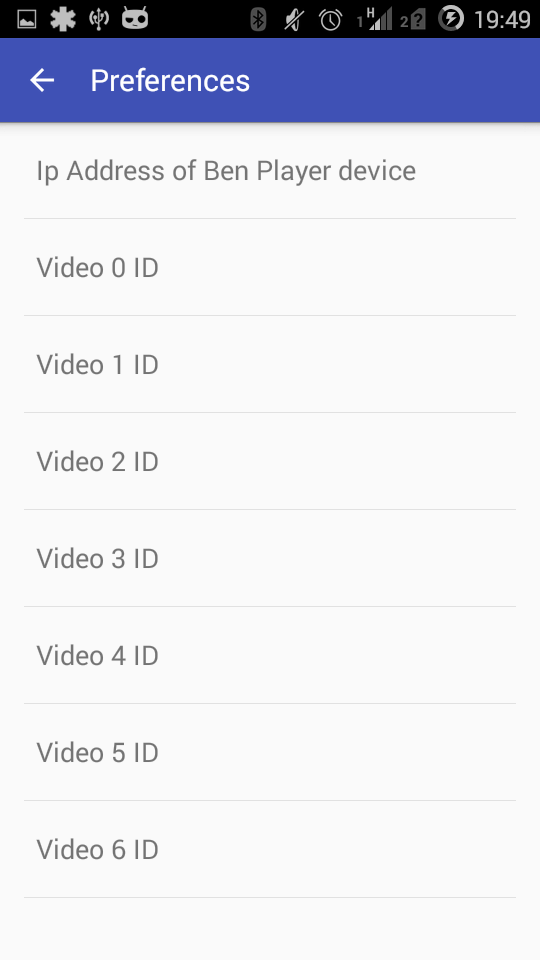 1 H 2 ? 19:49
Preferences
Ip Address of Ben Player device
Video 0 ID
Video 1 ID
Video 2 ID
Video 3 ID
Video 4 ID
Video 5 ID
Video 6 ID